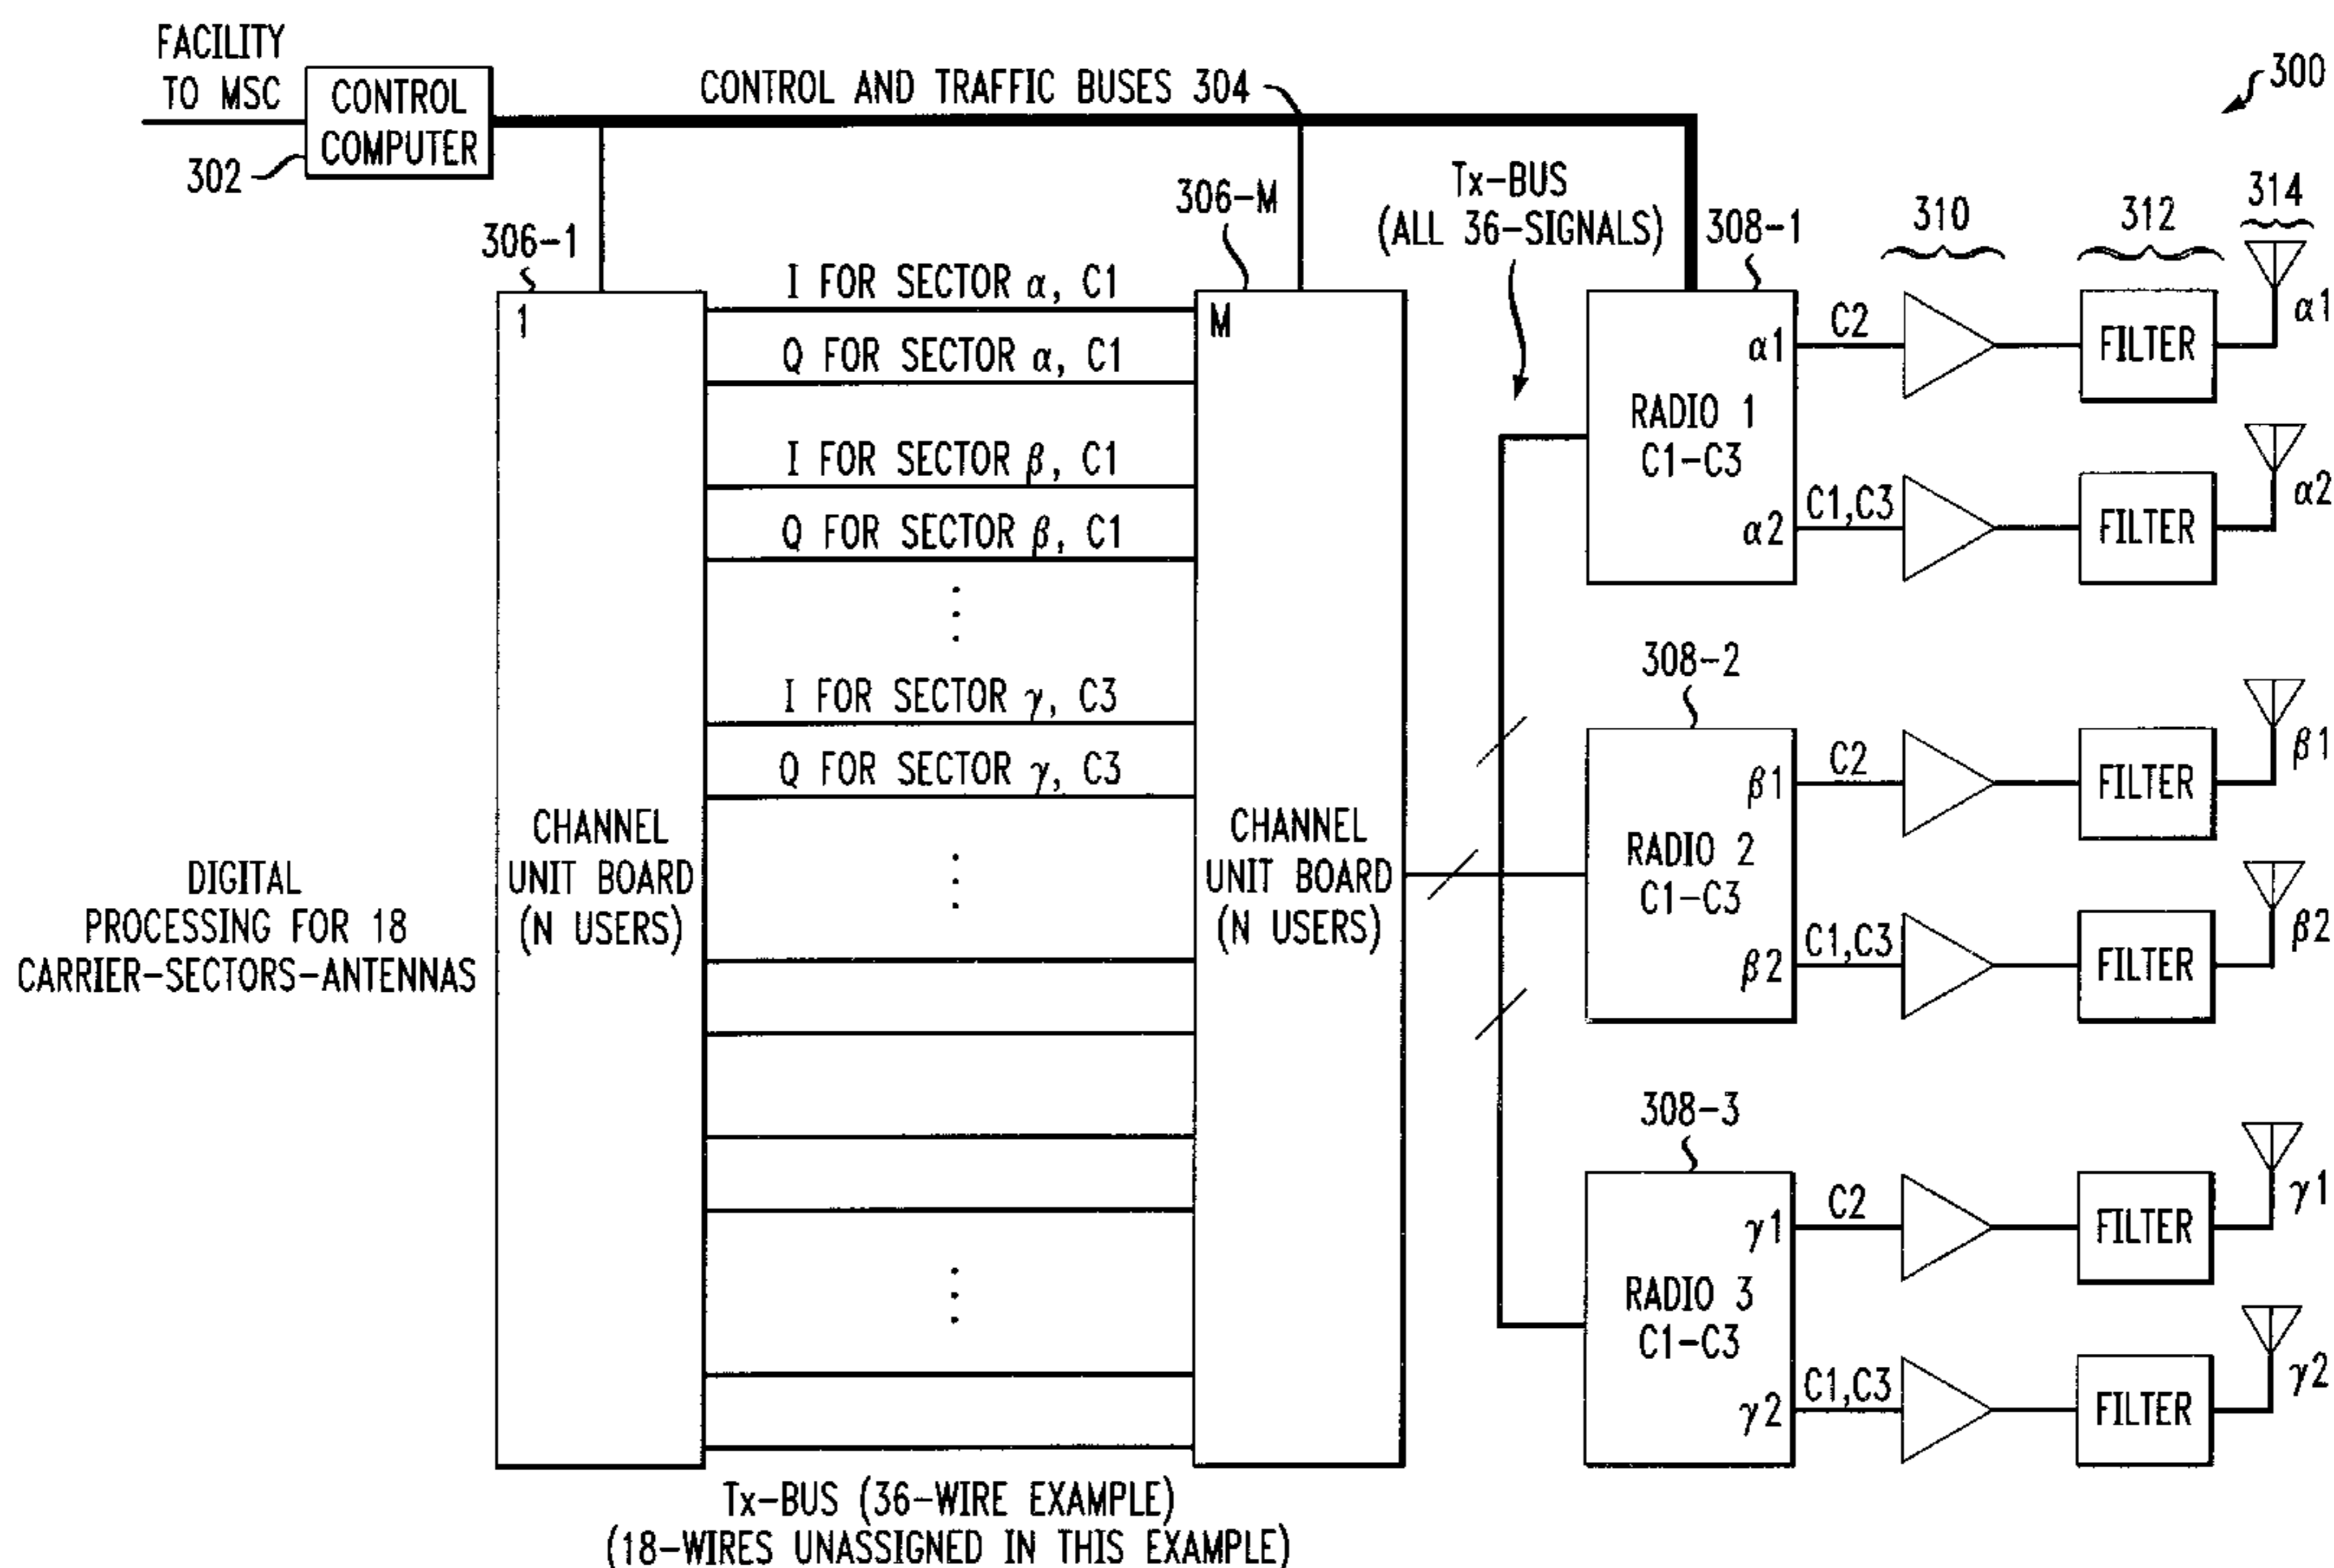 FACILITY
TO MSC
CONTROL
COMPUTER
302
CONTROL AND TRAFFIC BUSES 304
300
306-1
306-M
Tx-BUS
(ALL 36-SIGNALS)
308-1
310
312
314
1
M
I FOR SECTOR α, C1
Q FOR SECTOR α, C1
I FOR SECTOR β, C1
Q FOR SECTOR β, C1
I FOR SECTOR γ, C3
Q FOR SECTOR γ, C3
DIGITAL
PROCESSING FOR 18
CARRIER-SECTORS-ANTENNAS
CHANNEL
UNIT BOARD
(N USERS)
CHANNEL
UNIT BOARD
(N USERS)
α1
RADIO 1
C1-C3
α2
C2
FILTER
α1
C1,C3
FILTER
α2
308-2
β1
RADIO 2
C1-C3
β2
C2
FILTER
β1
C1,C3
FILTER
β2
308-3
γ1
RADIO 3
C1-C3
γ2
C2
FILTER
γ1
C1,C3
FILTER
γ2
Tx-BUS (36-WIRE EXAMPLE)
(18-WIRES UNASSIGNED IN THIS EXAMPLE)